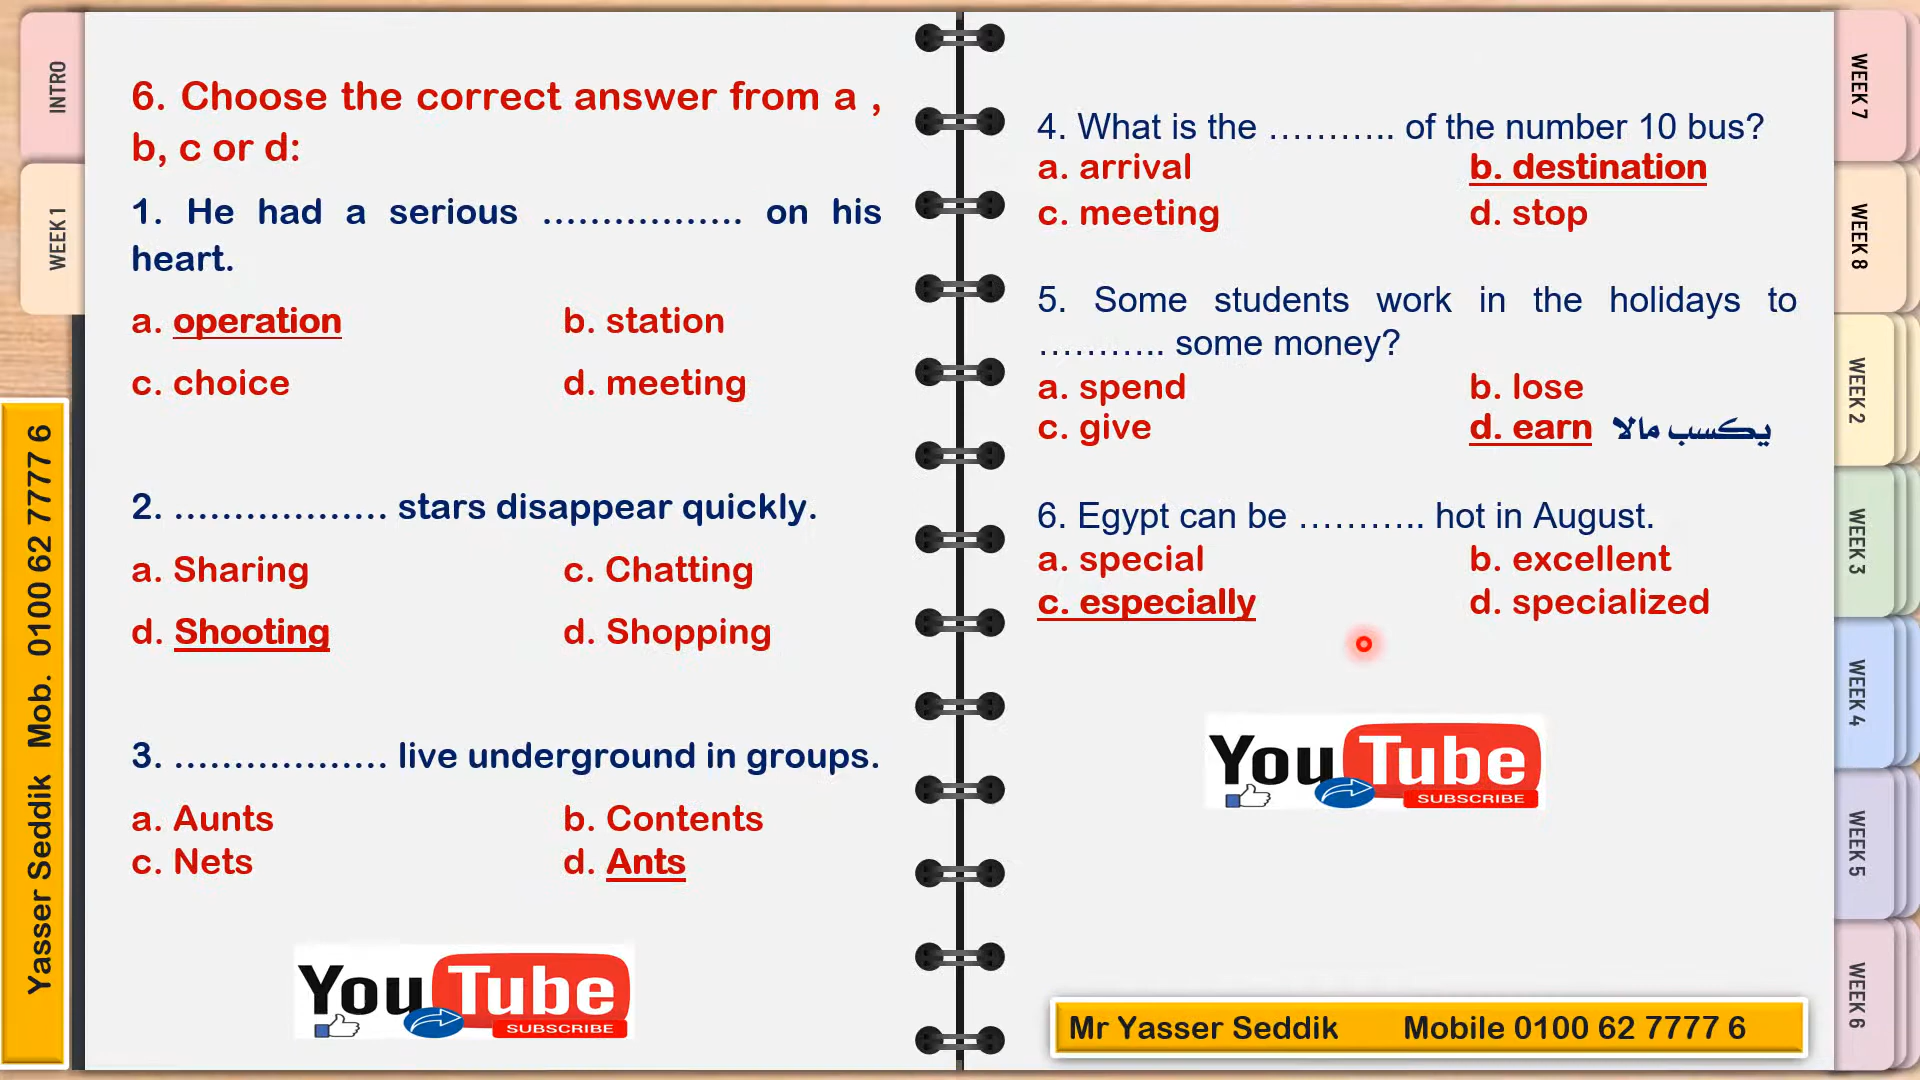 INTRO
WEEK 1
Yasser Seddik Mob. 0100 62 7777 6
6. Choose the correct answer from a ,
b, c or d:
1. He had a serious ................. on his
heart.
a. operation b. station
c. choice d. meeting
2. .................. stars disappear quickly.
a. Sharing c. Chatting
d. Shooting d. Shopping
3. .................. live underground in groups.
a. Aunts b. Contents
c. Nets d. Ants
YouTube
SUBSCRIBE
4. What is the ……….. of the number 10 bus?
a. arrival b. destination
c. meeting d. stop
5. Some students work in the holidays to
……….. some money?
a. spend b. lose
c. give d. earn يكسب مالا
6. Egypt can be ……….. hot in August.
a. special b. excellent
c. especially d. specialized
YouTube
SUBSCRIBE
Mr Yasser Seddik Mobile 0100 62 7777 6
WEEK 7
WEEK 8
WEEK 2
WEEK 3
WEEK 4
WEEK 5
WEEK 6